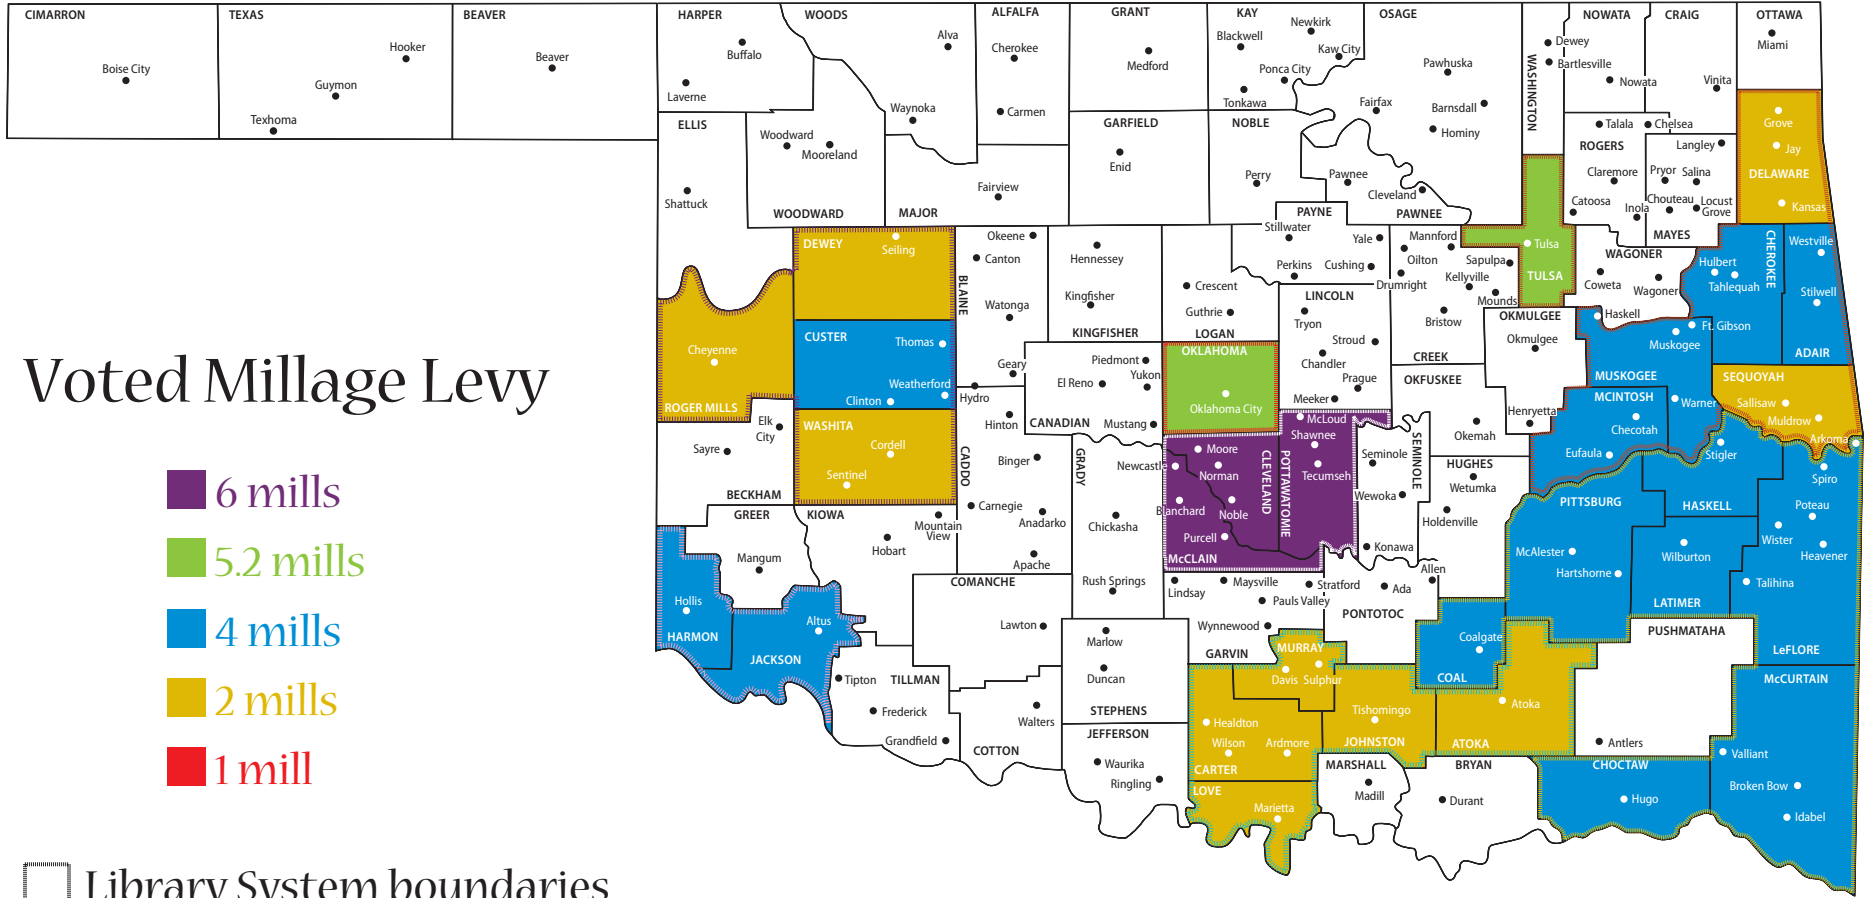 CIMARRON
Boise City
TEXAS
Hooker
Guymon
Texhoma
BEAVER
Beaver
HARPER
Buffalo
Laverne
WOODS
Alva
Waynoka
ALFALFA
Cherokee
Carmen
GRANT
Medford
KAY
Newkirk
Blackwell
Kaw City
Ponca City
Tonkawa
OSAGE
Pawhuska
Fairfax
Barnsdall
Hominy
WASHINGTON
Dewey
Bartlesville
NOWATA
Nowata
CRAIG
Vinita
OTTAWA
Miami
ELLIS
Shattuck
Woodward
Mooreland
WOODWARD
MAJOR
Fairview
GARFIELD
Enid
NOBLE
Perry
Pawnee
Cleveland
PAWNEE
PAYNE
Stillwater
Yale
Perkins
Cushing
ROGERS
Talala
Chelsea
Claremore
Catoosa
Inola
Langley
Pryor
Salina
Chouteau
Locust
Grove
MAYES
Grove
Jay
DELAWARE
Kansas
DEWEY
Seiling
BLAINE
Okeene
Canton
Watonga
Geary
Hydro
Hennessey
Kingfisher
KINGFISHER
Crescent
Guthrie
LOGAN
LINCOLN
Tryon
Stroud
Chandler
Prague
Meeker
Mannford
Oilton
Sapulpa
Kellyville
Drumright
Mounds
Bristow
CREEK
Tulsa
TULSA
WAGONER
Coweta
Wagoner
CHEROKEE
Hulbert
Tahlequah
Westville
Stilwell
ADAIR
Cheyenne
ROGER MILLS
CUSTER
Thomas
Weatherford
Clinton
Piedmont
Yukon
El Reno
CANADIAN
Mustang
OKLAHOMA
Oklahoma City
OKMULGEE
Okmulgee
Henryetta
OKFUSKEE
Okemah
Haskell
Ft. Gibson
Muskogee
MUSKOGEE
Warner
MCINTOSH
Checotah
Eufaula
SEQUOYAH
Sallisaw
Muldrow
Arkoma
Voted Millage Levy
6 mills
5.2 mills
4 mills
2 mills
1 mill
Library System boundaries
Elk
City
Sayre
BECKHAM
WASHITA
Cordell
Sentinel
CADDO
Hinton
Binger
Carnegie
Anadarko
Apache
GRADY
Chickasha
Rush Springs
Newcastle
Moore
Norman
Blanchard
Noble
Purcell
McCLAIN
CLEVELAND
POTTAWATOMIE
McLoud
Shawnee
Tecumseh
SEMINOLE
Seminole
Wewoka
Konawa
HUGHES
Wetumka
Holdenville
Allen
PITTSBURG
McAlester
Hartshorne
HASKELL
Stigler
Wilburton
LATIMER
Spiro
Poteau
Wister
Heavener
Talihina
LeFLORE
GREER
Mangum
KIOWA
Hobart
Mountain
View
Hollis
HARMON
Altus
JACKSON
COMANCHE
Lawton
Tipton
TILLMAN
Frederick
Grandfield
COTTON
Walters
Marlow
Duncan
STEPHENS
JEFFERSON
Waurika
Ringling
Lindsay
Maysville
Pauls Valley
Wynnewood
GARVIN
Stratford
Ada
PONTOTOC
MURRAY
Davis
Sulphur
Healdton
Wilson
Ardmore
CARTER
LOVE
Marietta
Tishomingo
JOHNSTON
MARSHALL
Madill
Coalgate
COAL
Atoka
ATOKA
BRYAN
Durant
PUSHMATAHA
Antlers
CHOCTAW
Hugo
McCURTAIN
Valliant
Broken Bow
Idabel